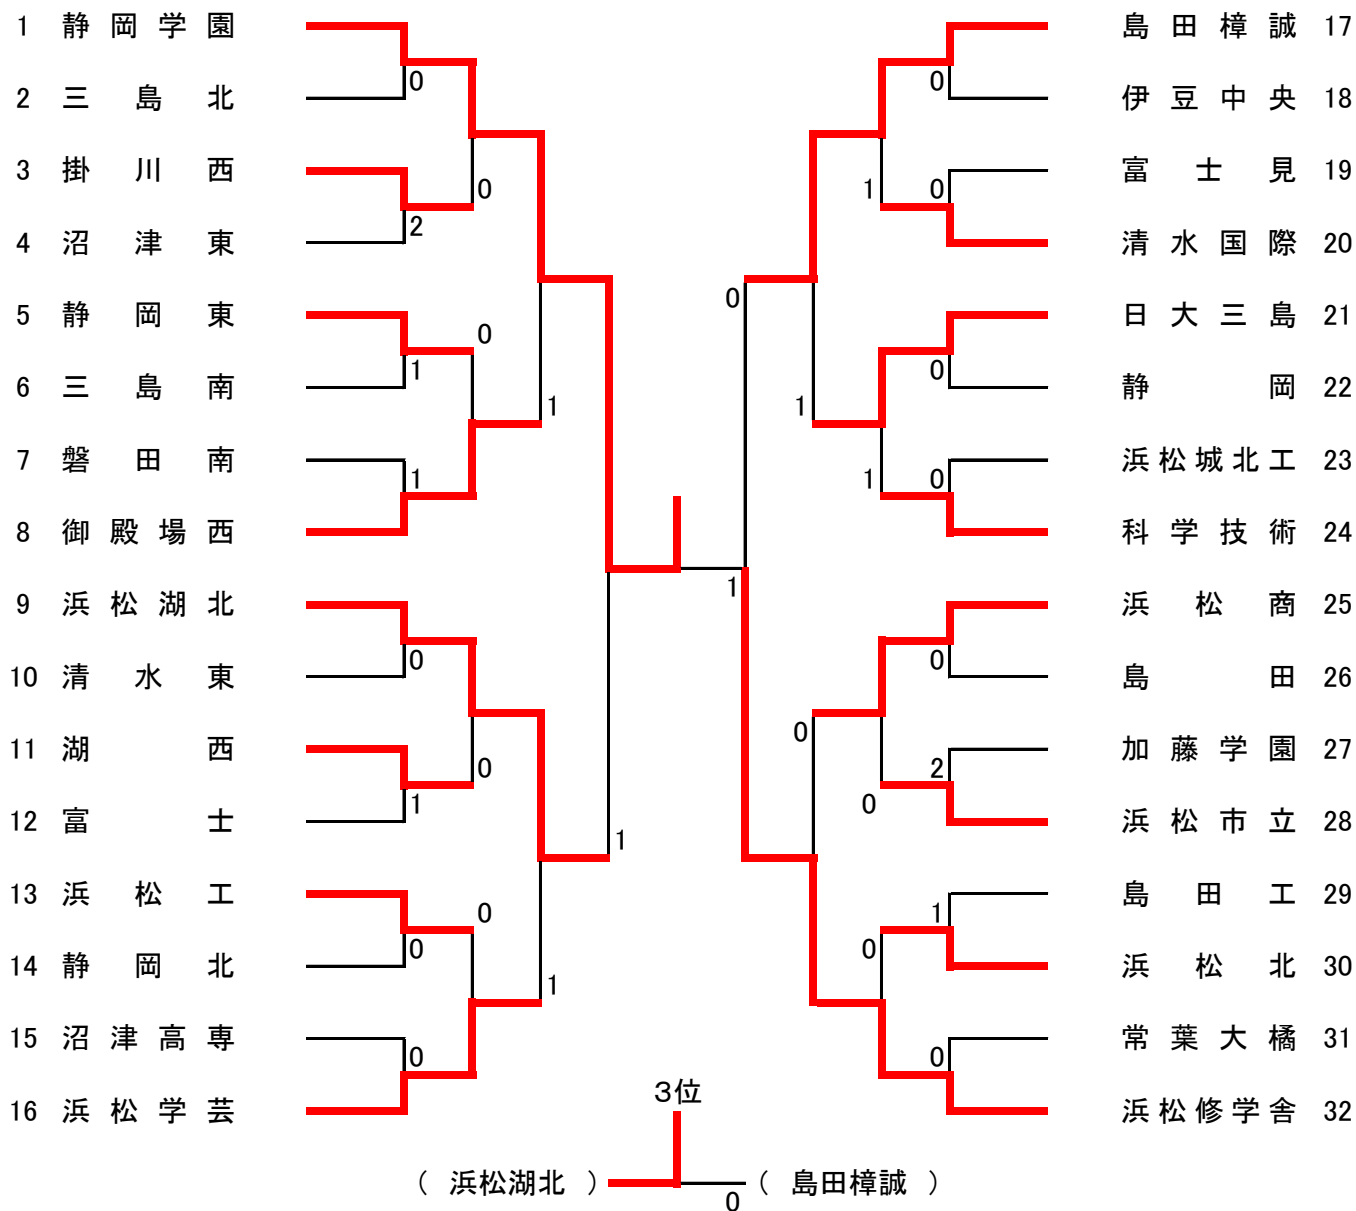 1 静岡学園
0
2 三島北
3 掛川西
0
2
4 沼津東
5 静岡東
0
1
6 三島南
1
7 磐田南
1
8 御殿場西
9 浜松湖北
0
10 清水東
11 湖西
0
1
12 富士
1
13 浜松工
0
0
14 静岡北
1
15 沼津高専
0
16 浜松学芸
島田樟誠 17
0
伊豆中央 18
富士見 19
1 0
清水国際 20
0
日大三島 21
0
静岡 22
1
浜松城北工 23
1 0
科学技術 24
1
浜松商 25
0
島田 26
0
加藤学園 27
2
0
浜松市立 28
島田工 29
1
0
浜松北 30
常葉大橘 31
0
浜松修学舎 32
3位
( 浜松湖北 ) ( 島田樟誠 )
0